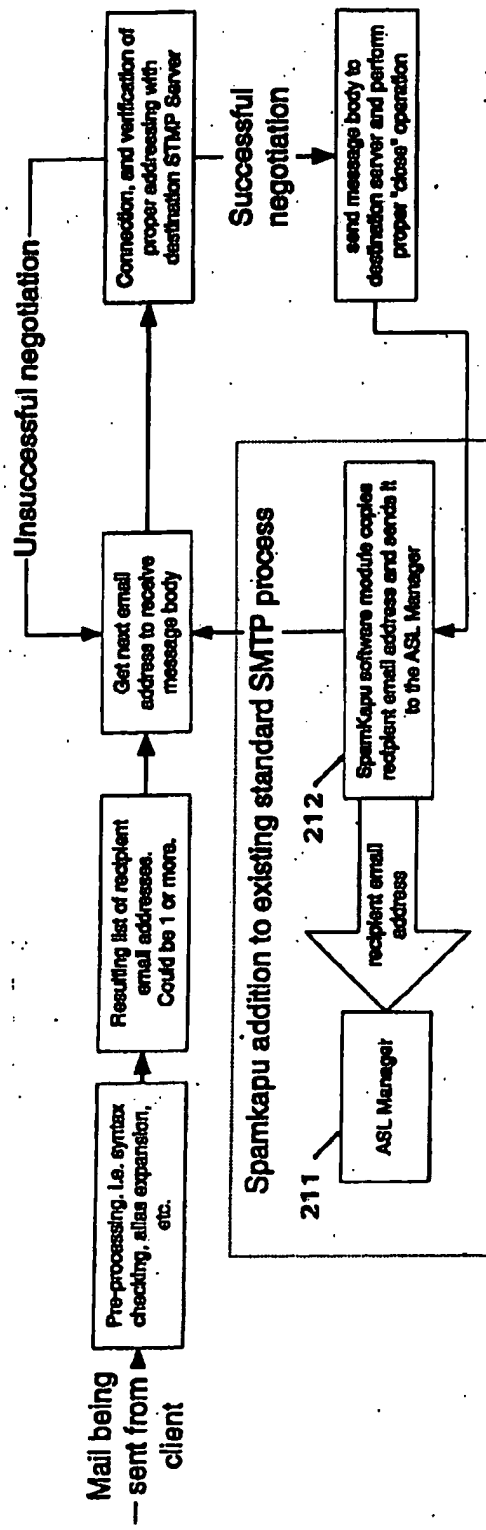 Mail being
sent from
client
Pre-processing. i.e. syntax
checking, alias expansion,
etc.
Resulting list of recipient
email addresses.
Could be 1 or more.
Get next email
address to receive
message body
Unsuccessful negotiation
Connection, and verification of
proper addressing with
destination STMP Server
Successful
negotiation
send message body to
destination server and perform
proper "close" operation
Spamkapu addition to existing standard SMTP process
212
SpamKapu software module copies
recipient email address and sends it
to the ASL Manager
recipient email
address
211
ASL Manager